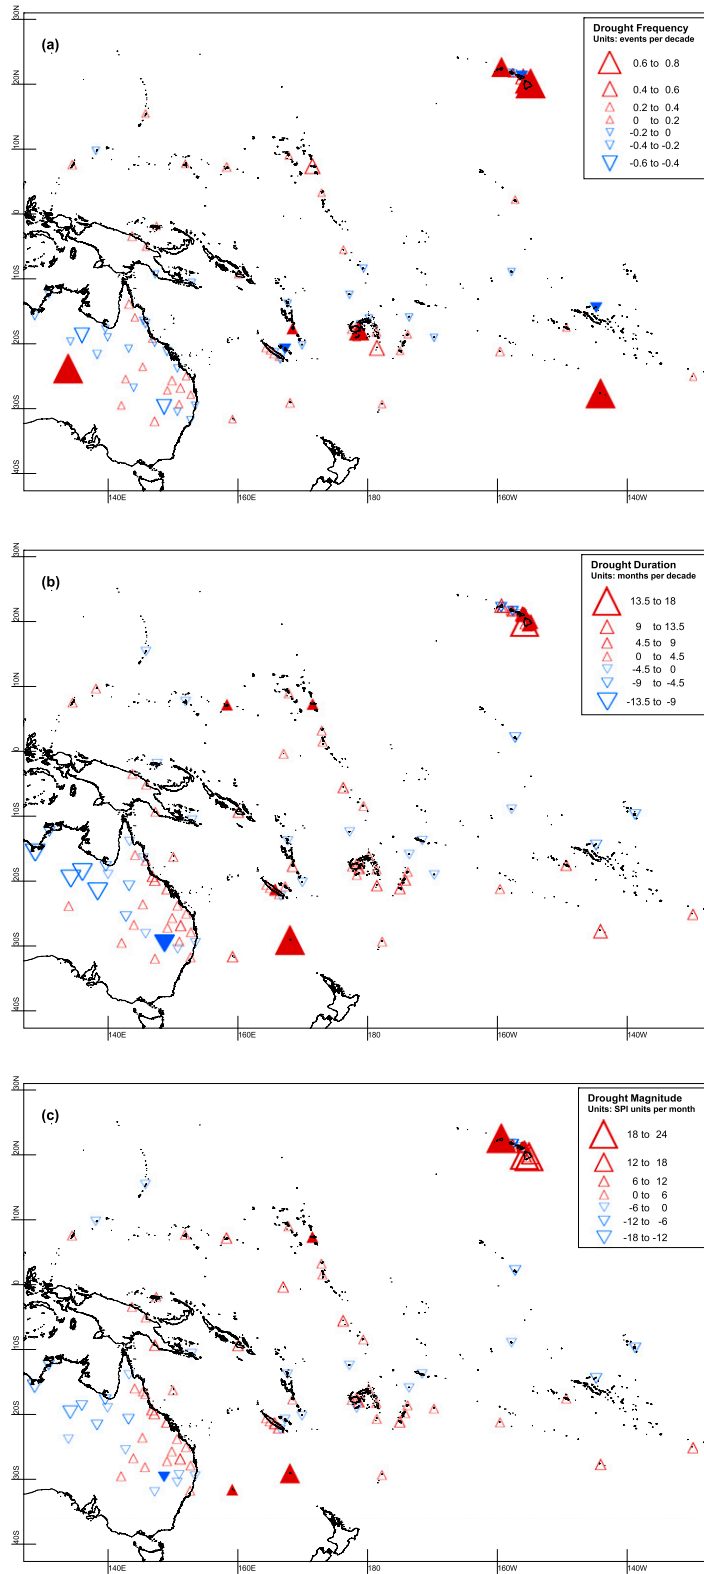 (a)
Drought Frequency
Units: events per decade
0.6 to 0.8
0.4 to 0.6
0.2 to 0.4
0 to 0.2
-0.2 to 0
-0.4 to -0.2
-0.6 to -0.4
30N
20N
10N
0
10S
20S
30S
40S
140E
160E
180
160W
140W
(b)
Drought Duration
Units: months per decade
13.5 to 18
9 to 13.5
4.5 to 9
0 to 4.5
-4.5 to 0
-9 to -4.5
-13.5 to -9
30N
20N
10N
0
10S
20S
30S
40S
140E
160E
180
160W
140W
(c)
Drought Magnitude
Units: SPI units per month
18 to 24
12 to 18
6 to 12
0 to 6
-6 to 0
-12 to -6
-18 to -12
30N
20N
10N
0
10S
20S
30S
40S
140E
160E
180
160W
140W